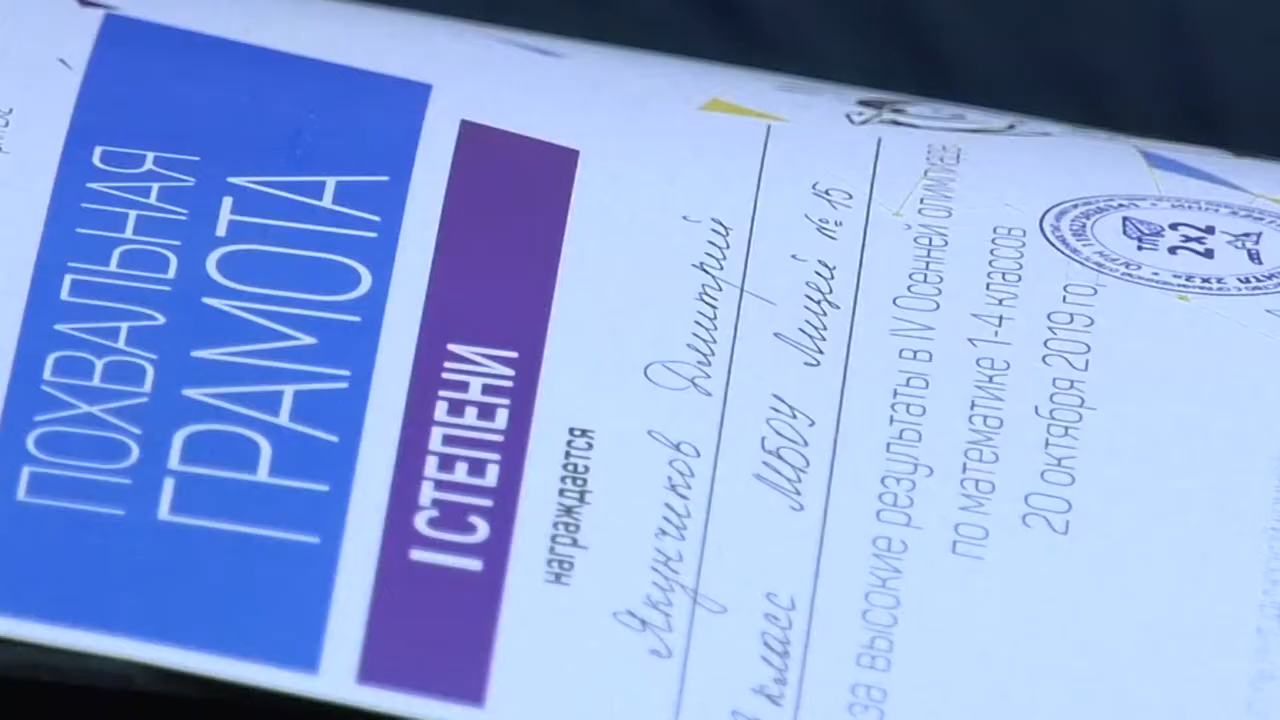 ПОХВАЛЬНАЯ
ГРАМОТА
I СТЕПЕНИ
награждается
Якунчиков Дмитрий
класс МБОУ Лицей № 15
за высокие результаты в IV Осенней олимпиаде
по математике 1-4 классов
20 октября 2019 го
2×2